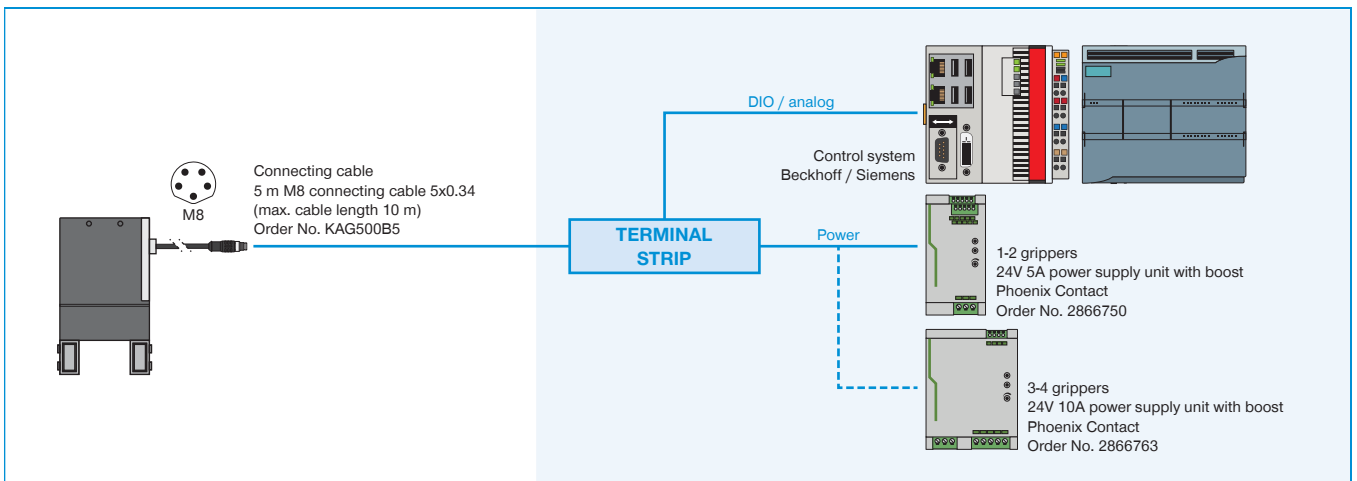 M8
Connecting cable
5 m M8 connecting cable 5x0.34
(max. cable length 10 m)
Order No. KAG500B5
TERMINAL
STRIP
DIO / analog
Control system
Beckhoff / Siemens
Power
1-2 grippers
24V 5A power supply unit with boost
Phoenix Contact
Order No. 2866750
3-4 grippers
24V 10A power supply unit with boost
Phoenix Contact
Order No. 2866763